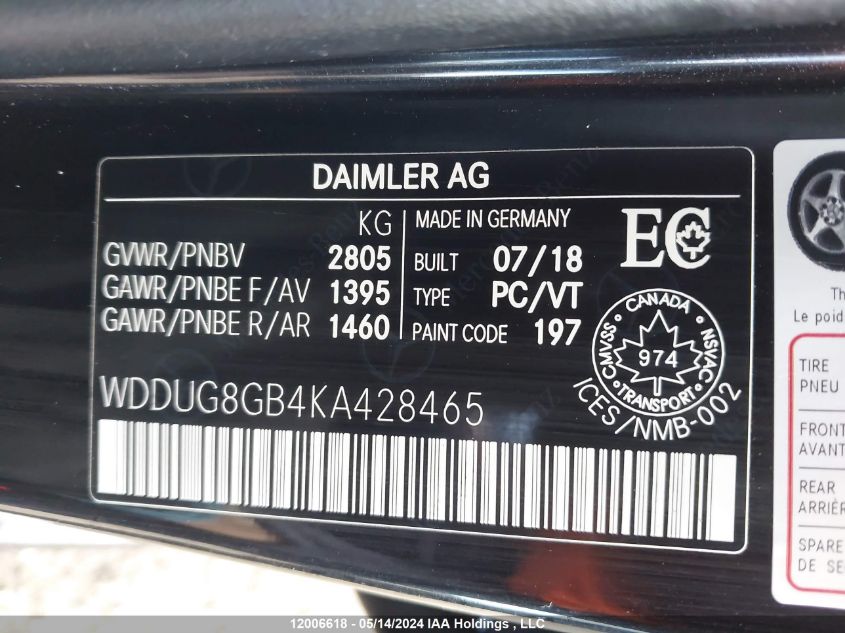 DAIMLER AG
KG
GVWR/PNBV 2805
GAWR/PNBE F/AV 1395
GAWR/PNBE R/AR 1460
MADE IN GERMANY
BUILT 07/18
TYPE PC/VT
PAINT CODE 197
EC
CANADA
CMVSS 974 NSVAC
TRANSPORT
ICES/NMB-002
WDDUG8GB4KA428465
Th
Le poid
TIRE
PNEU
FRONT
AVANT
REAR
ARRIÈR
SPARE
DE SE
12006618 - 05/14/2024 IAA Holdings , LLC